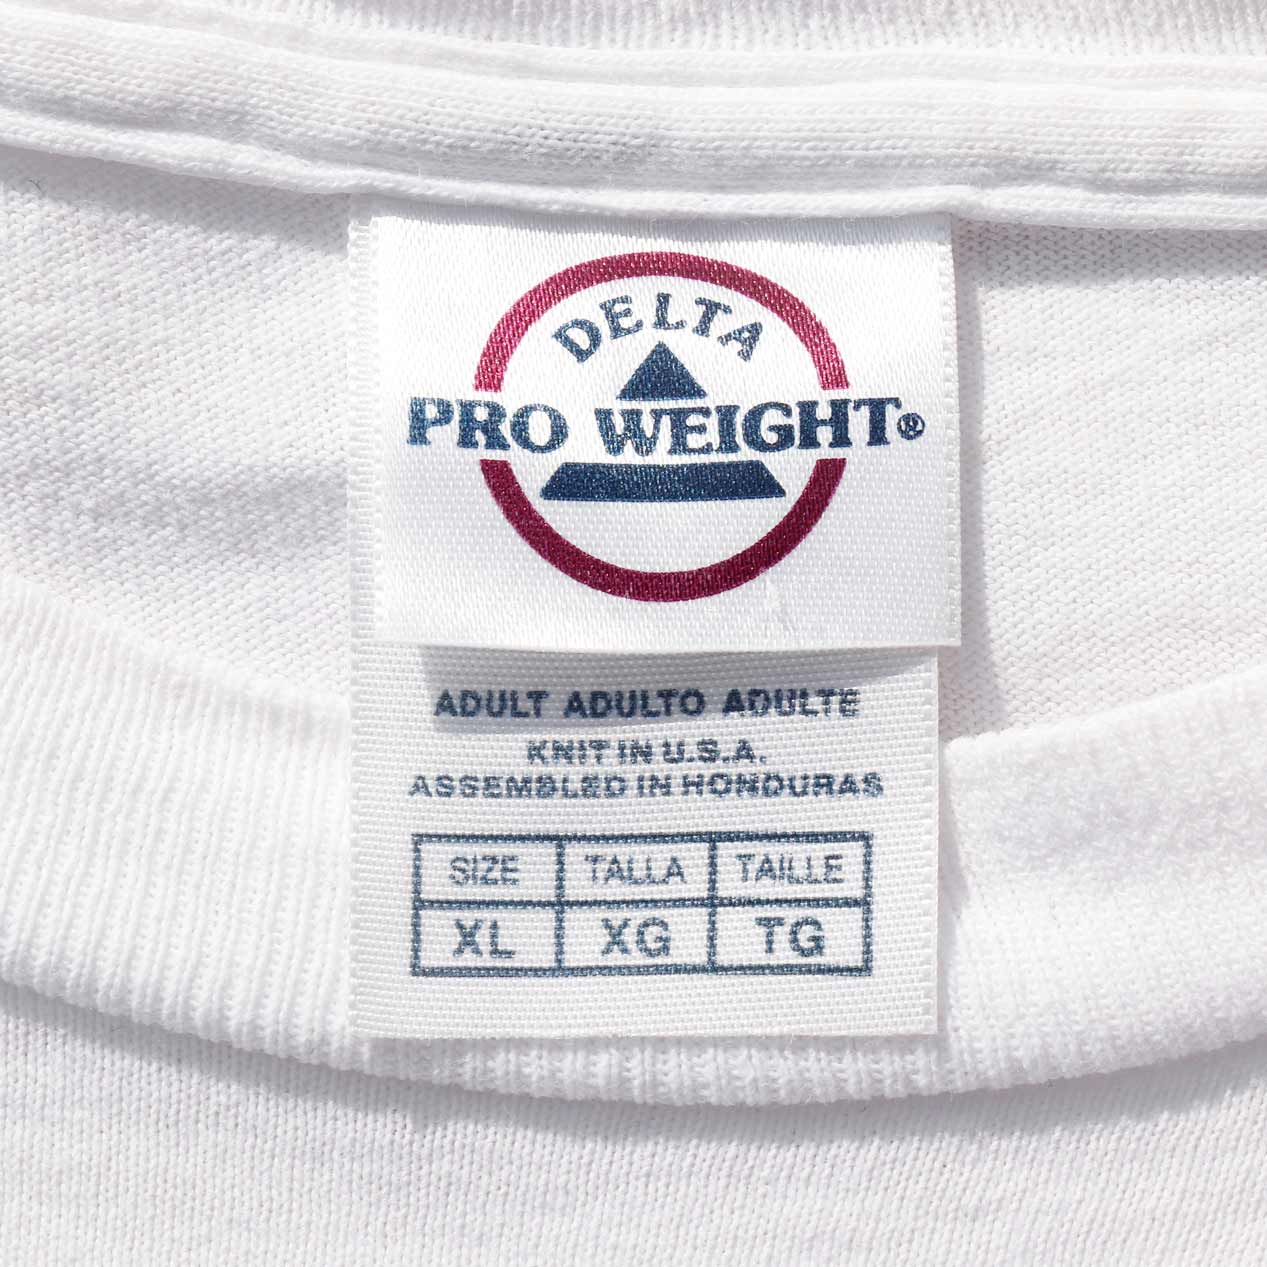 DELTA
PRO WEIGHT®
ADULT ADULTO ADULTE
KNIT IN U.S.A.
ASSEMBLED IN HONDURAS
SIZE TALLA TAILLE
XL XG TG